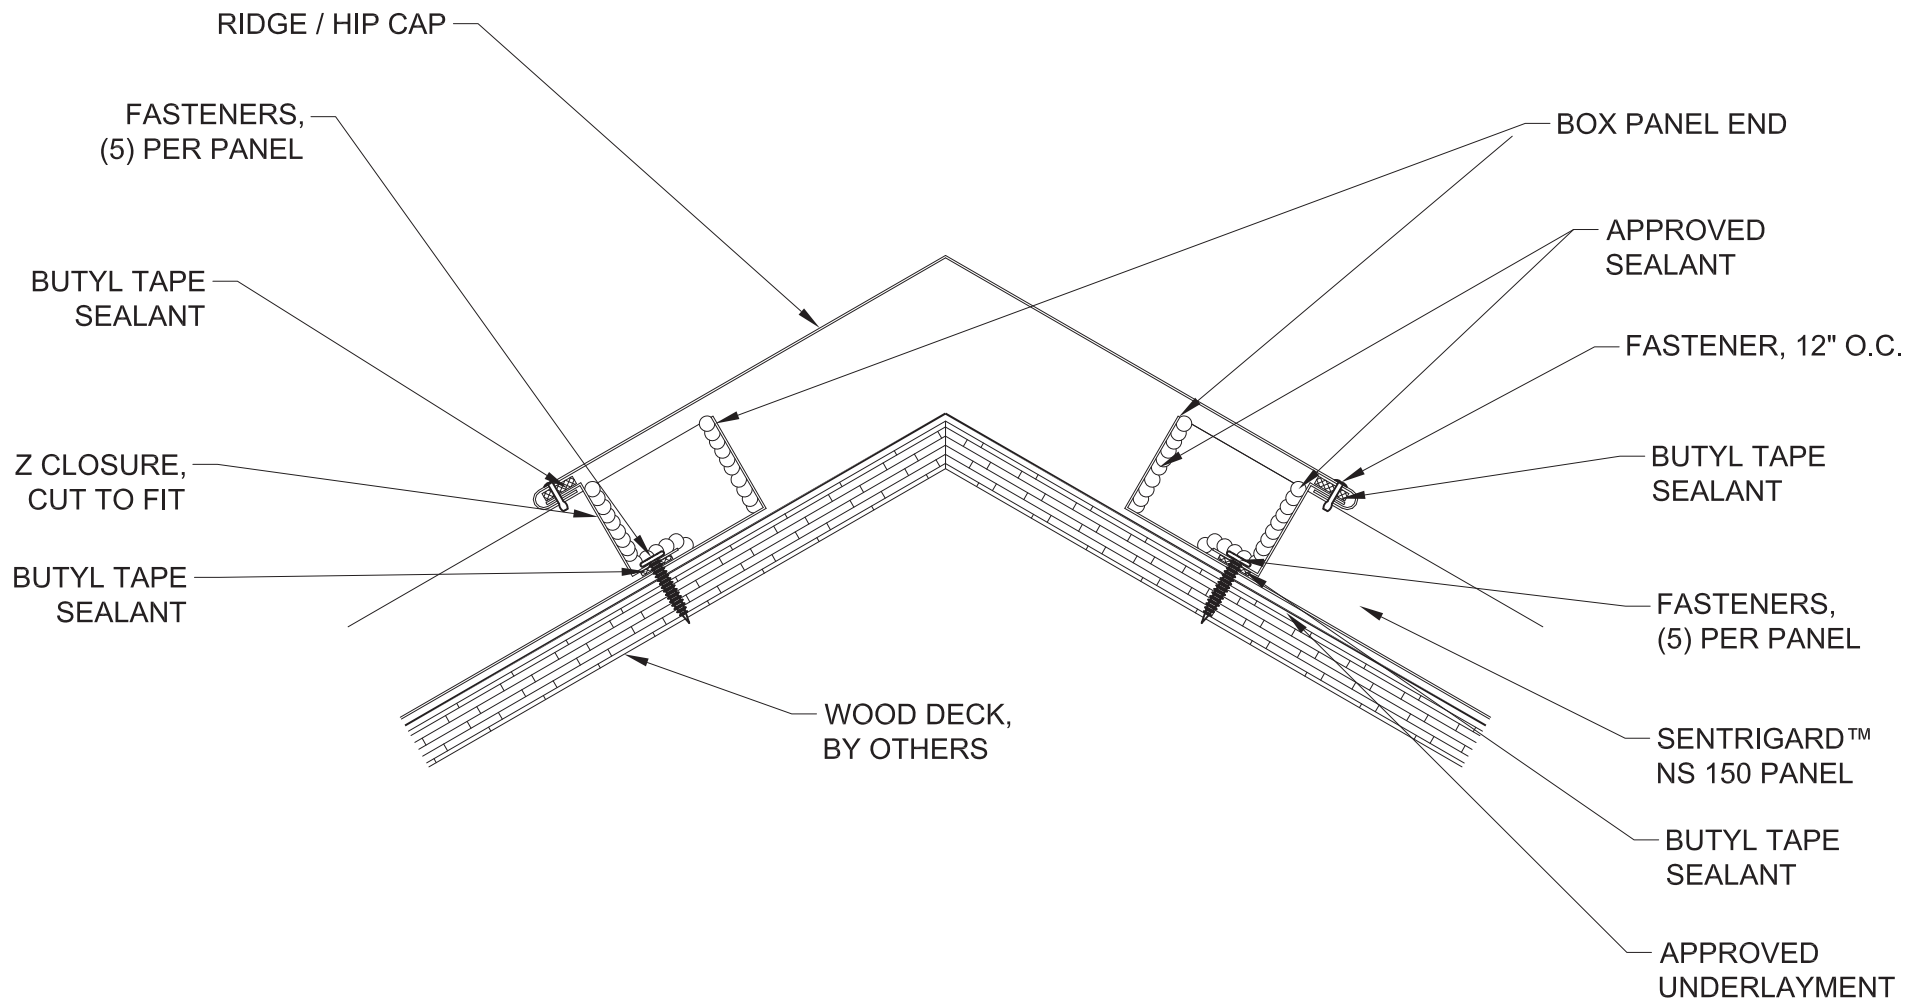 RIDGE / HIP CAP
FASTENERS,
(5) PER PANEL
BUTYL TAPE
SEALANT
Z CLOSURE,
CUT TO FIT
BUTYL TAPE
SEALANT
WOOD DECK,
BY OTHERS
BOX PANEL END
APPROVED
SEALANT
FASTENER, 12" O.C.
BUTYL TAPE
SEALANT
FASTENERS,
(5) PER PANEL
SENTRIGARD™
NS 150 PANEL
BUTYL TAPE
SEALANT
APPROVED
UNDERLAYMENT